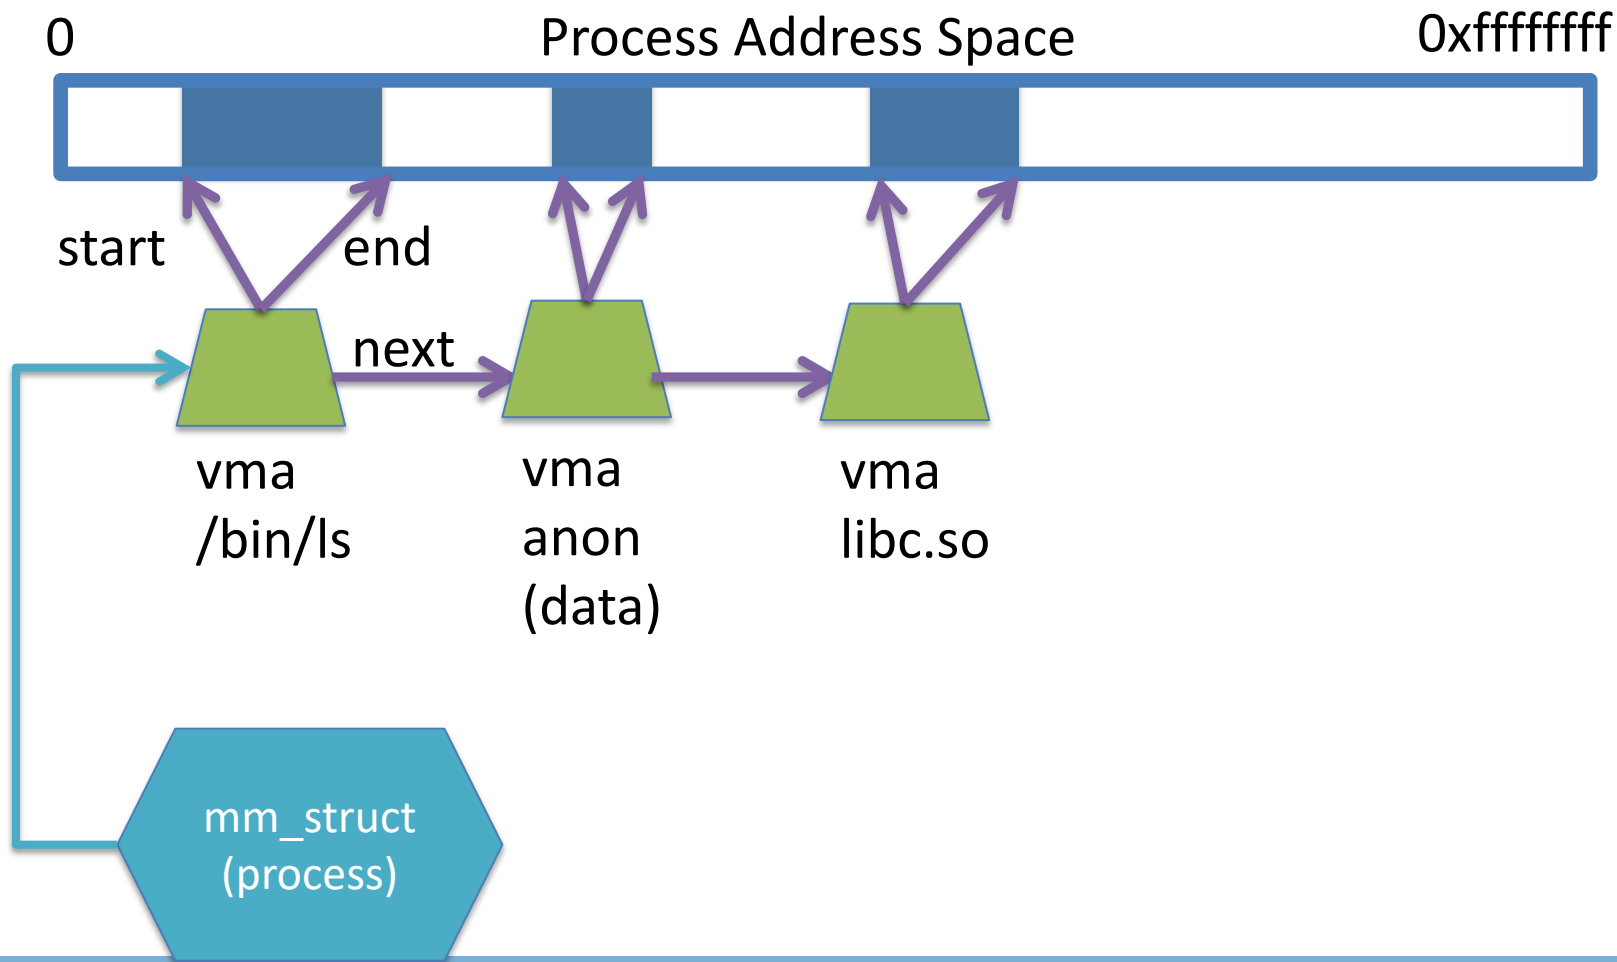 0
Process Address Space
0xffffffff
start
end
next
vma
/bin/ls
vma
anon
(data)
vma
libc.so
mm_struct
(process)